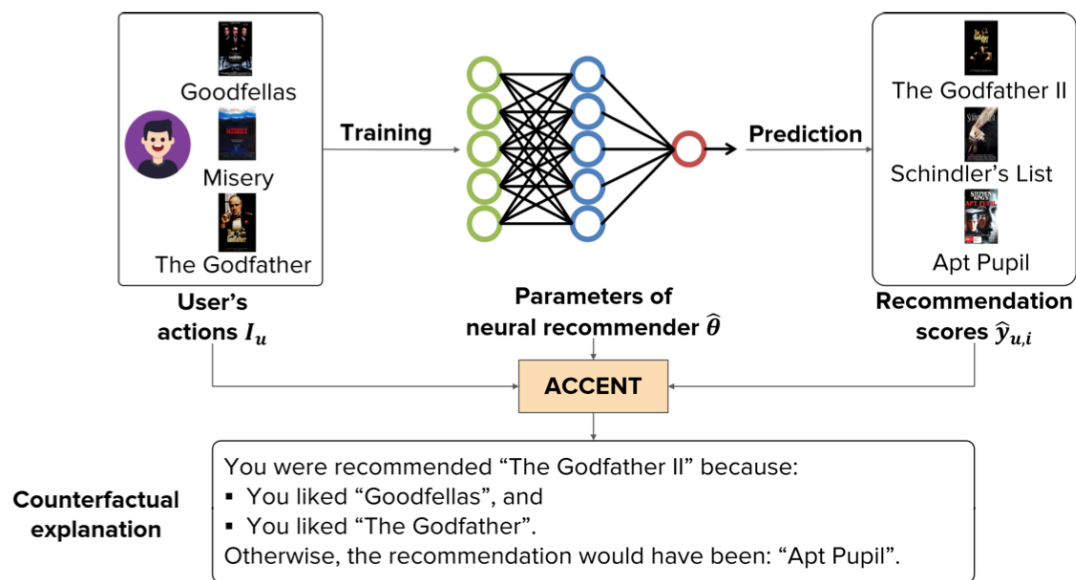 Goodfellas
Misery
The Godfather
Training
Prediction
The Godfather II
Schindler's List
Apt Pupil
User's
actions I_u
Parameters of
neural recommender θ̂
Recommendation
scores ŷ_{u,i}
ACCENT
Counterfactual
explanation
You were recommended “The Godfather II” because:
▪ You liked “Goodfellas”, and
▪ You liked “The Godfather”.
Otherwise, the recommendation would have been: “Apt Pupil”.